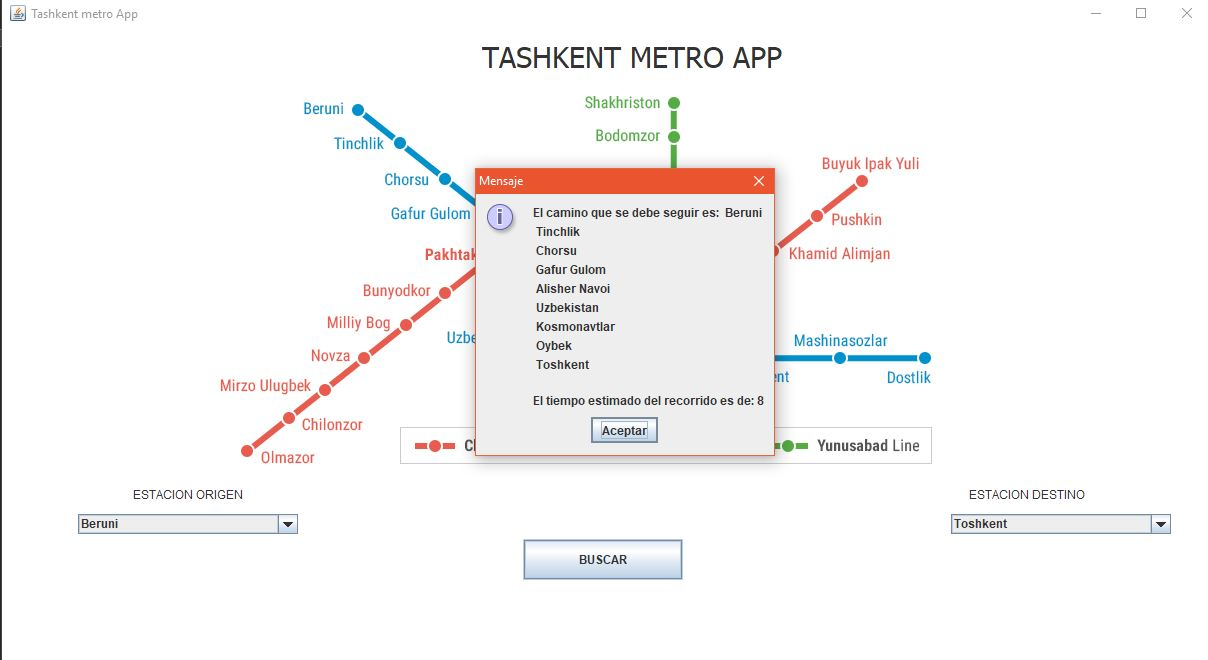 Tashkent metro App
TASHKENT METRO APP
Beruni
Tinchlik
Chorsu
Gafur Gulom
Shakhriston
Bodomzor
Buyuk Ipak Yuli
Pushkin
Khamid Alimjan
Pakhtak
Bunyodkor
Milliy Bog
Novza
Mirzo Ulugbek
Chilonzor
Olmazor
Uzbe
Mashinasozlar
ent
Dostlik
Yunusabad Line
Mensaje
El camino que se debe seguir es: Beruni
Tinchlik
Chorsu
Gafur Gulom
Alisher Navoi
Uzbekistan
Kosmonavtlar
Oybek
Toshkent
El tiempo estimado del recorrido es de: 8
Aceptar
ESTACION ORIGEN
Beruni
ESTACION DESTINO
Toshkent
BUSCAR